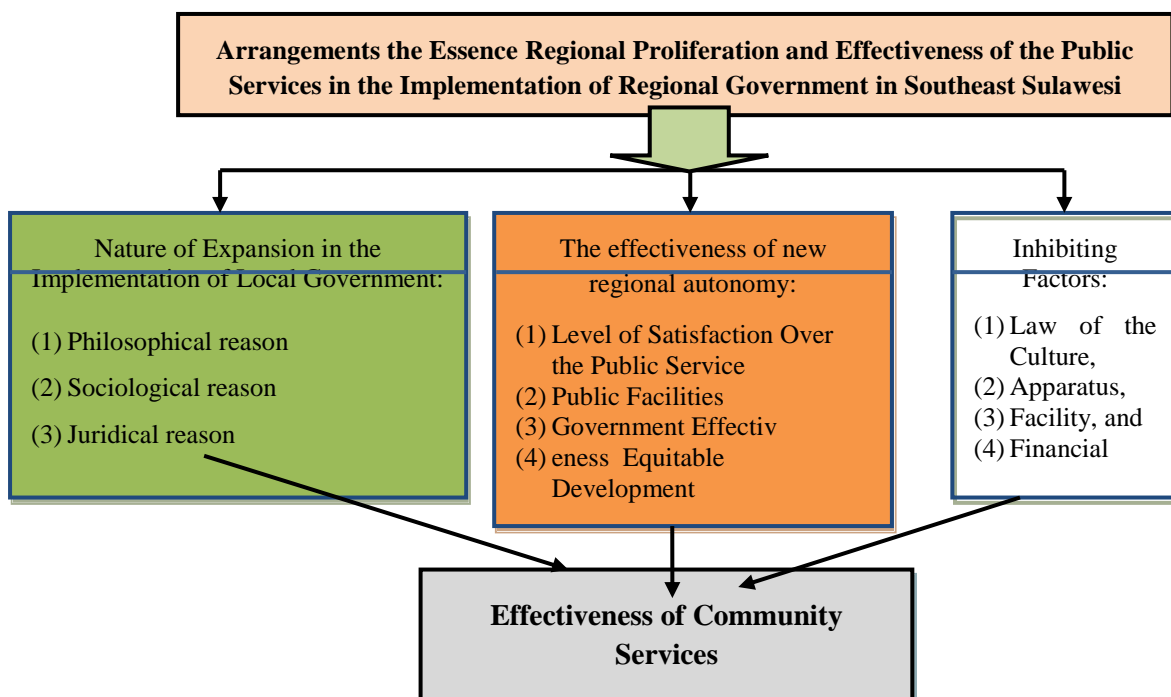 Arrangements the Essence Regional Proliferation and Effectiveness of the Public
Services in the Implementation of Regional Government in Southeast Sulawesi
Nature of Expansion in the
Implementation of Local Government:
(1) Philosophical reason
(2) Sociological reason
(3) Juridical reason
The effectiveness of new
regional autonomy:
(1) Level of Satisfaction Over
the Public Service
(2) Public Facilities
(3) Government Effectiv
(4) eness Equitable
Development
Inhibiting
Factors:
(1) Law of the
Culture,
(2) Apparatus,
(3) Facility, and
(4) Financial
Effectiveness of Community
Services